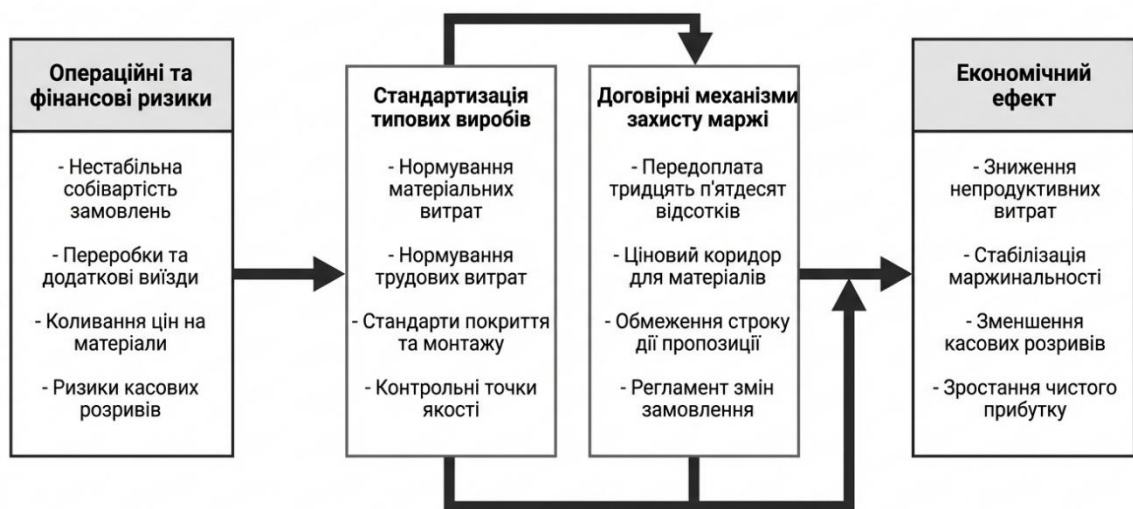 Операційні та
фінансові ризики
- Нестабільна
собівартість
замовлень
- Переробки та
додаткові виїзди
- Коливання цін на
матеріали
- Ризики касових
розривів
Стандартизація
типових виробів
- Нормування
матеріальних
витрат
- Нормування
трудових витрат
- Стандарти покриття
та монтажу
- Контрольні точки
якості
Договірні механізми
захисту маржі
- Передоплата
тридцять п'ятдесят
відсотків
- Ціновий коридор
для матеріалів
- Обмеження строку
дії пропозиції
- Регламент змін
замовлення
Економічний
ефект
- Зниження
непродуктивних
витрат
- Стабілізація
маржинальності
- Зменшення
касових розривів
- Зростання чистого
прибутку